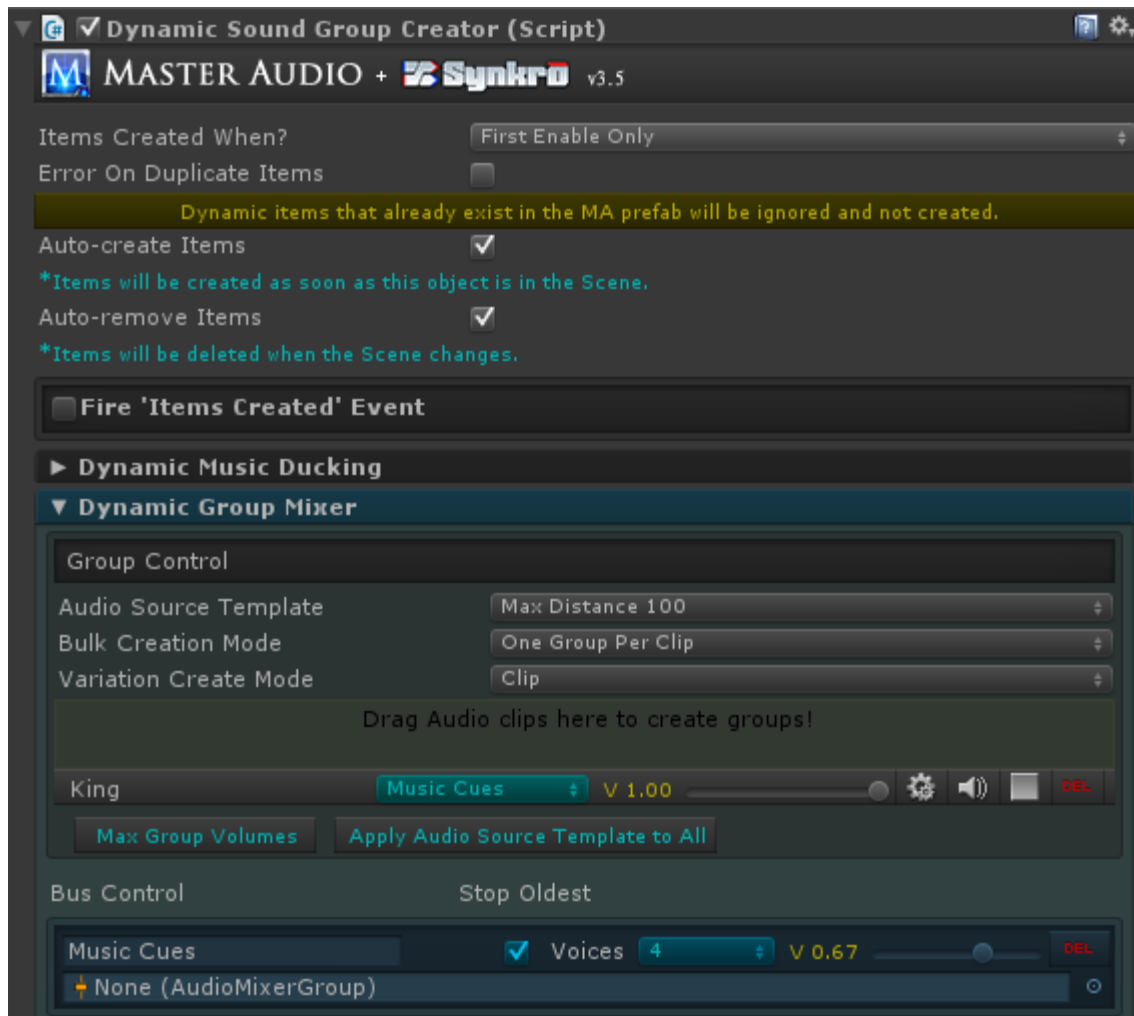 Dynamic Sound Group Creator (Script)
MASTER AUDIO + Synkro v3.5
Items Created When? First Enable Only
Error On Duplicate Items
Dynamic items that already exist in the MA prefab will be ignored and not created.
Auto-create Items
*Items will be created as soon as this object is in the Scene.
Auto-remove Items
*Items will be deleted when the Scene changes.
Fire 'Items Created' Event
Dynamic Music Ducking
Dynamic Group Mixer
Group Control
Audio Source Template Max Distance 100
Bulk Creation Mode One Group Per Clip
Variation Create Mode Clip
Drag Audio clips here to create groups!
King Music Cues V 1.00 DEL
Max Group Volumes Apply Audio Source Template to All
Bus Control Stop Oldest
Music Cues Voices 4 V 0.67 DEL
None (AudioMixerGroup)